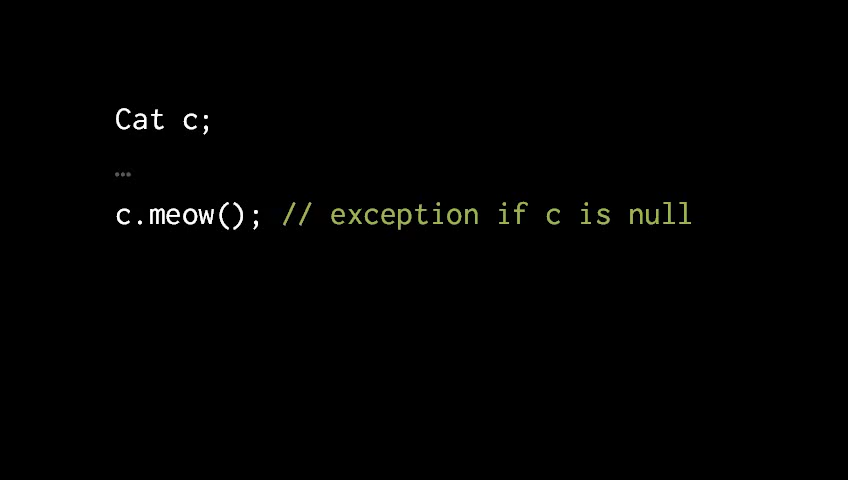 Cat c;
…
c.meow(); // exception if c is null